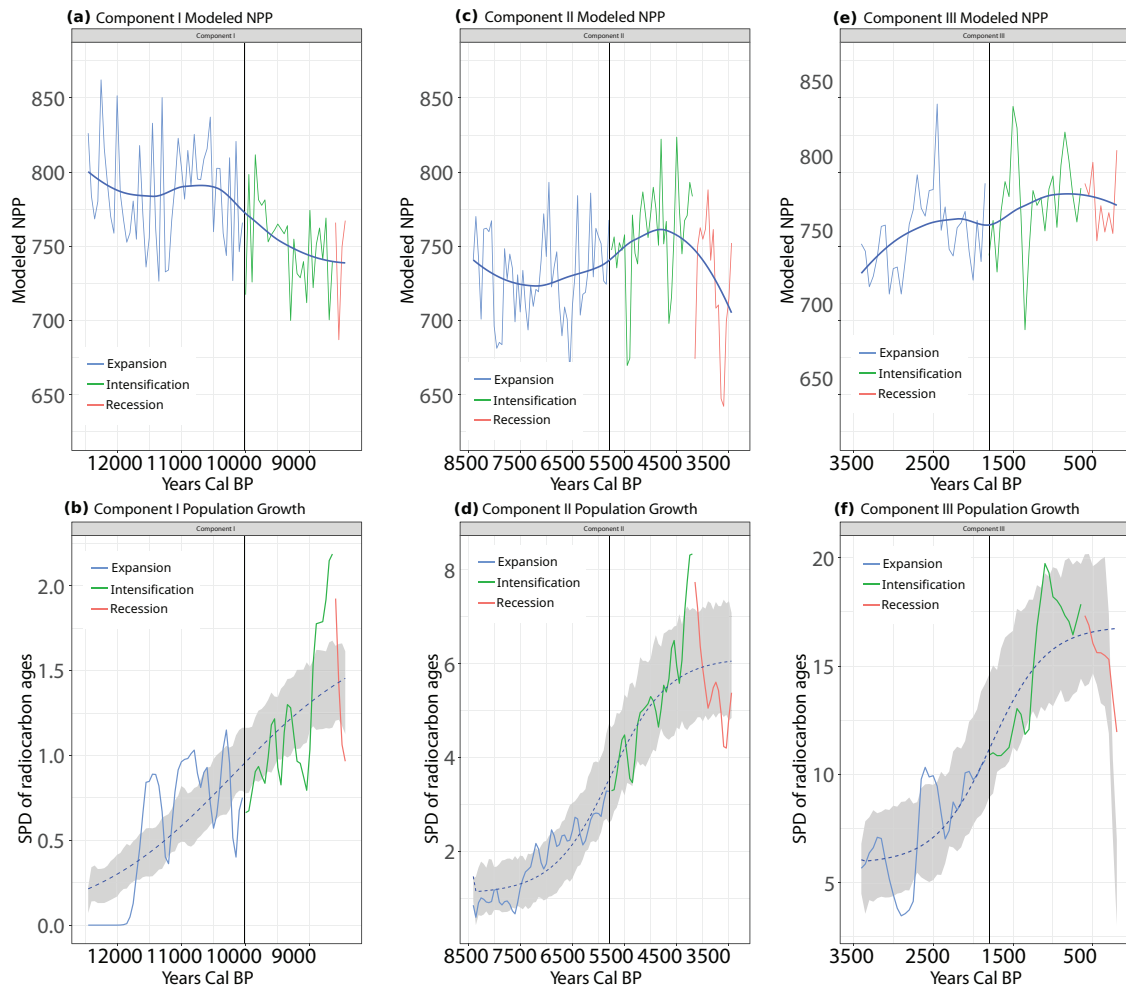 (a) Component I Modeled NPP
Component I
Modeled NPP
850
800
750
700
650
Expansion
Intensification
Recession
12000 11000 10000 9000
Years Cal BP
(c) Component II Modeled NPP
Component II
Modeled NPP
850
800
750
700
650
Expansion
Intensification
Recession
8500 7500 6500 5500 4500 3500
Years Cal BP
(e) Component III Modeled NPP
Component III
Modeled NPP
850
800
750
700
650
Expansion
Intensification
Recession
3500 2500 1500 500
Years Cal BP
(b) Component I Population Growth
Component I
SPD of radiocarbon ages
2.0
1.5
1.0
0.5
0.0
Expansion
Intensification
Recession
12000 11000 10000 9000
Years Cal BP
(d) Component II Population Growth
Component II
SPD of radiocarbon ages
8
6
4
2
Expansion
Intensification
Recession
8500 7500 6500 5500 4500 3500
Years Cal BP
(f) Component III Population Growth
Component III
SPD of radiocarbon ages
20
15
10
5
Expansion
Intensification
Recession
3500 2500 1500 500
Years Cal BP